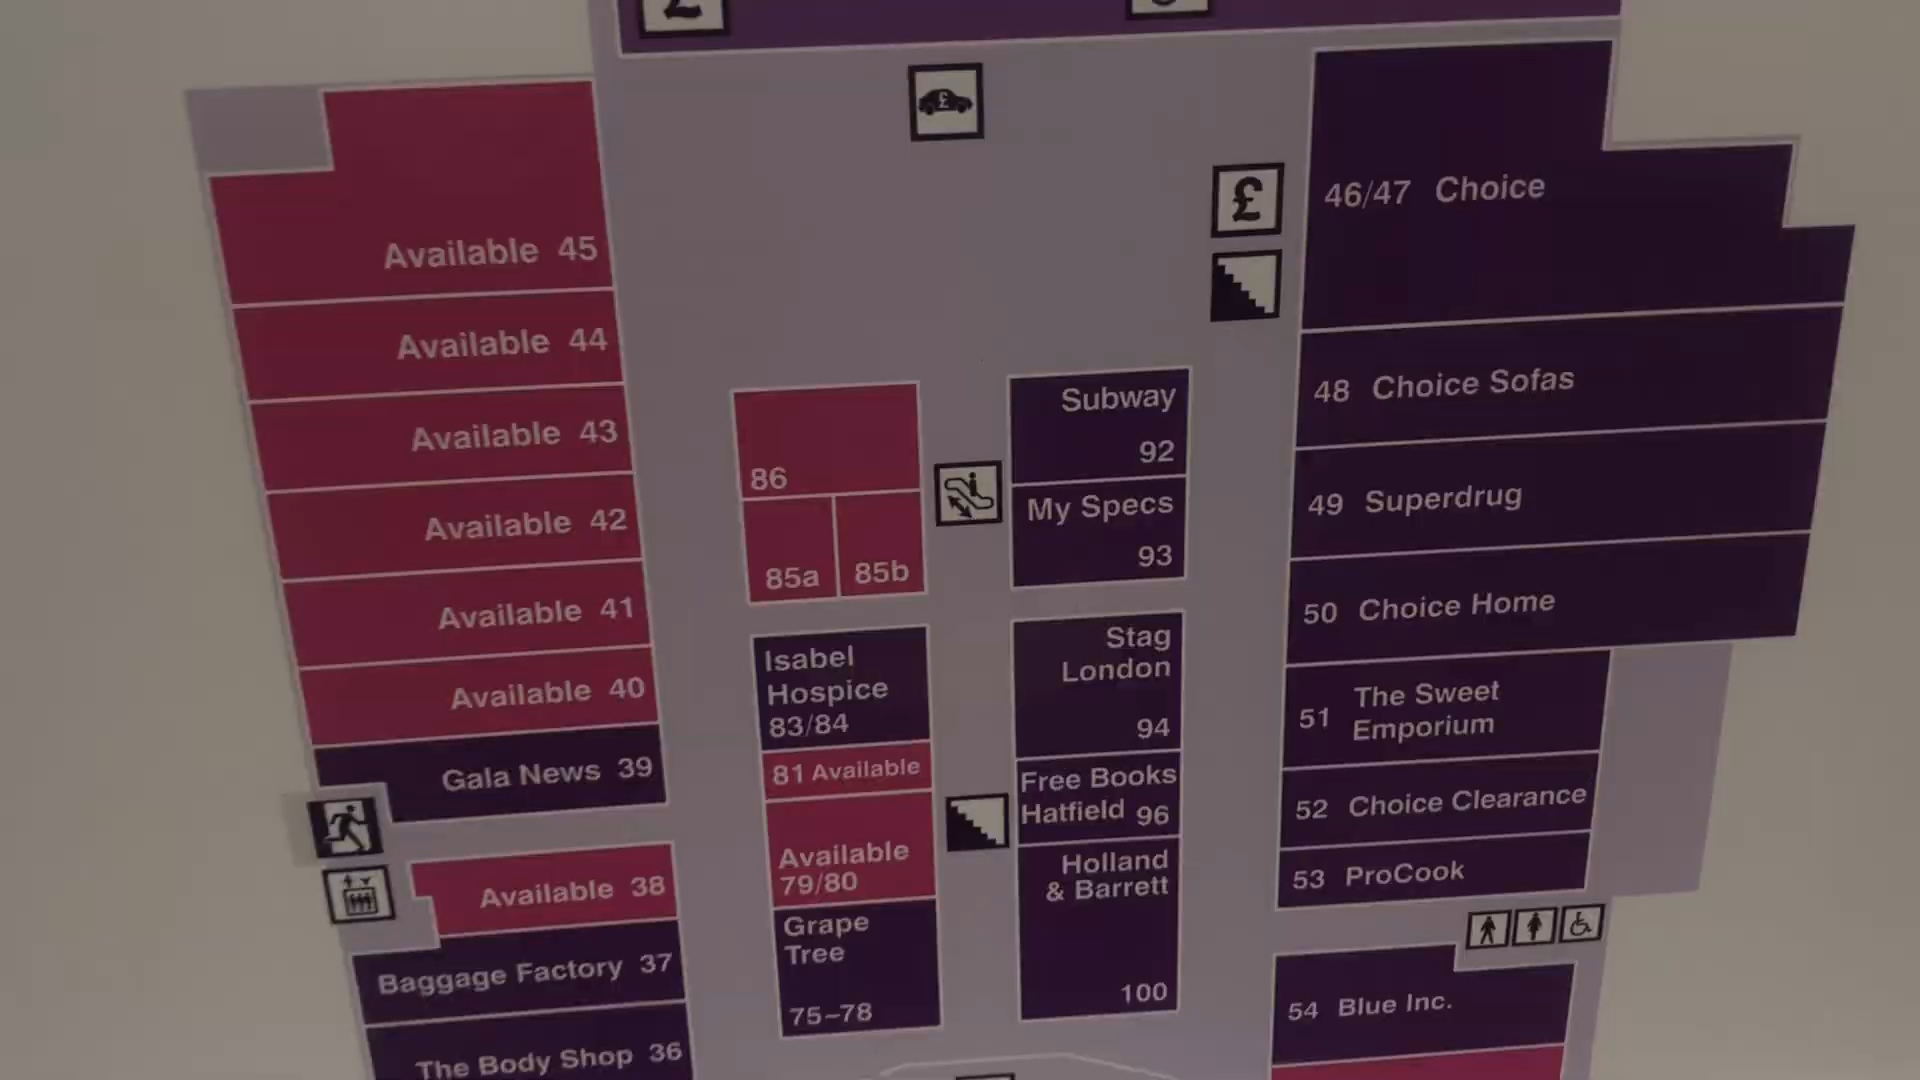 £
£
£
Available 45
Available 44
Available 43
Available 42
Available 41
Available 40
Gala News 39
Available 38
Baggage Factory 37
The Body Shop 36
86
85a
85b
Isabel
Hospice
83/84
81 Available
Available
79/80
Grape
Tree
75-78
Subway
92
My Specs
93
Stag
London
94
Free Books
Hatfield 96
Holland
& Barrett
100
46/47 Choice
48 Choice Sofas
49 Superdrug
50 Choice Home
51 The Sweet
Emporium
52 Choice Clearance
53 ProCook
54 Blue Inc.